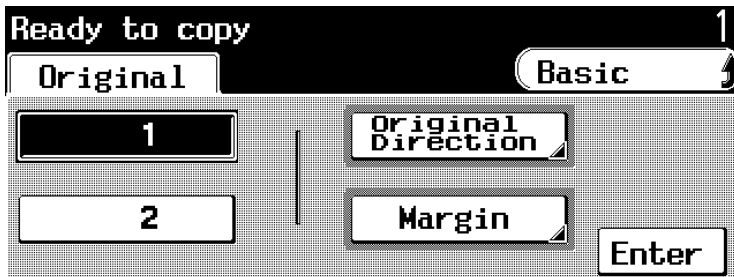 Ready to copy 1
Original Basic
1 Original
Direction
2 Margin
Enter